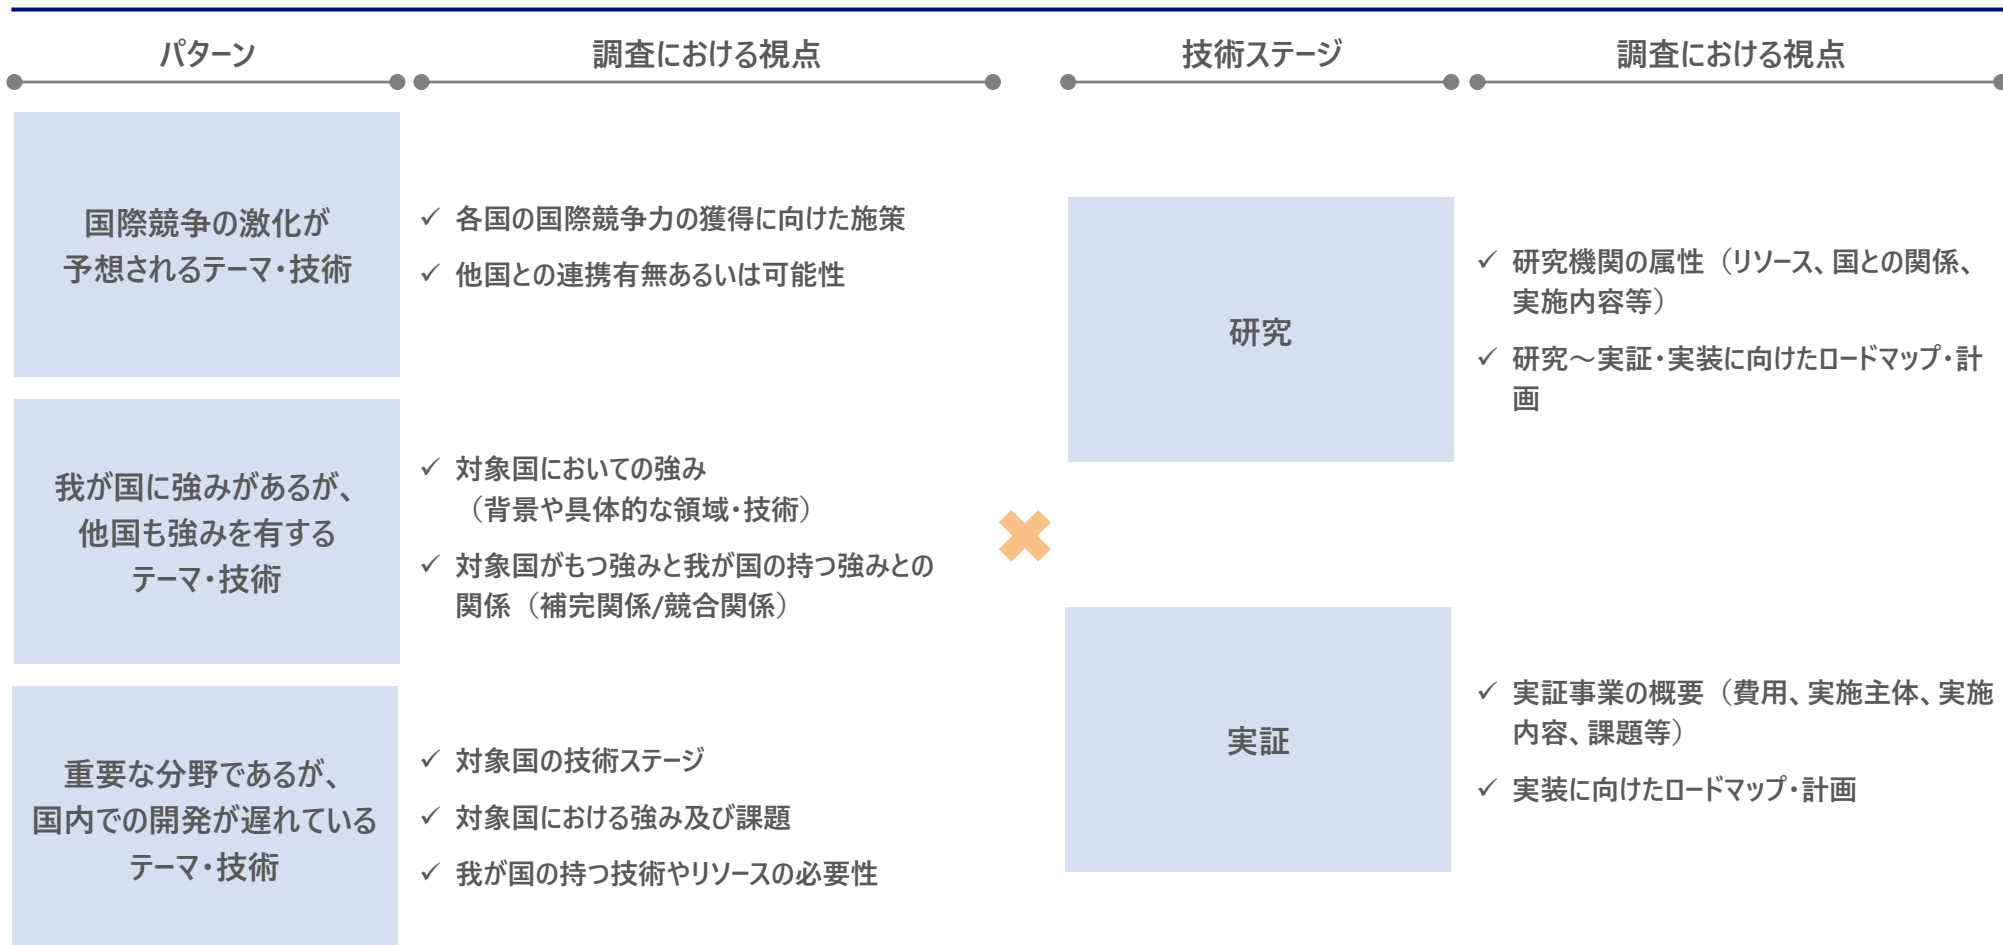 パターン
調査における視点
国際競争の激化が
予想されるテーマ・技術
✓ 各国の国際競争力の獲得に向けた施策
✓ 他国との連携有無あるいは可能性
我が国に強みがあるが、
他国も強みを有する
テーマ・技術
✓ 対象国においての強み
（背景や具体的な領域・技術）
✓ 対象国がもつ強みと我が国の持つ強みとの
関係（補完関係/競合関係）
重要な分野であるが、
国内での開発が遅れている
テーマ・技術
✓ 対象国の技術ステージ
✓ 対象国における強み及び課題
✓ 我が国の持つ技術やリソースの必要性
技術ステージ
調査における視点
研究
✓ 研究機関の属性（リソース、国との関係、
実施内容等）
✓ 研究～実証・実装に向けたロードマップ・計
画
実証
✓ 実証事業の概要（費用、実施主体、実施
内容、課題等）
✓ 実装に向けたロードマップ・計画